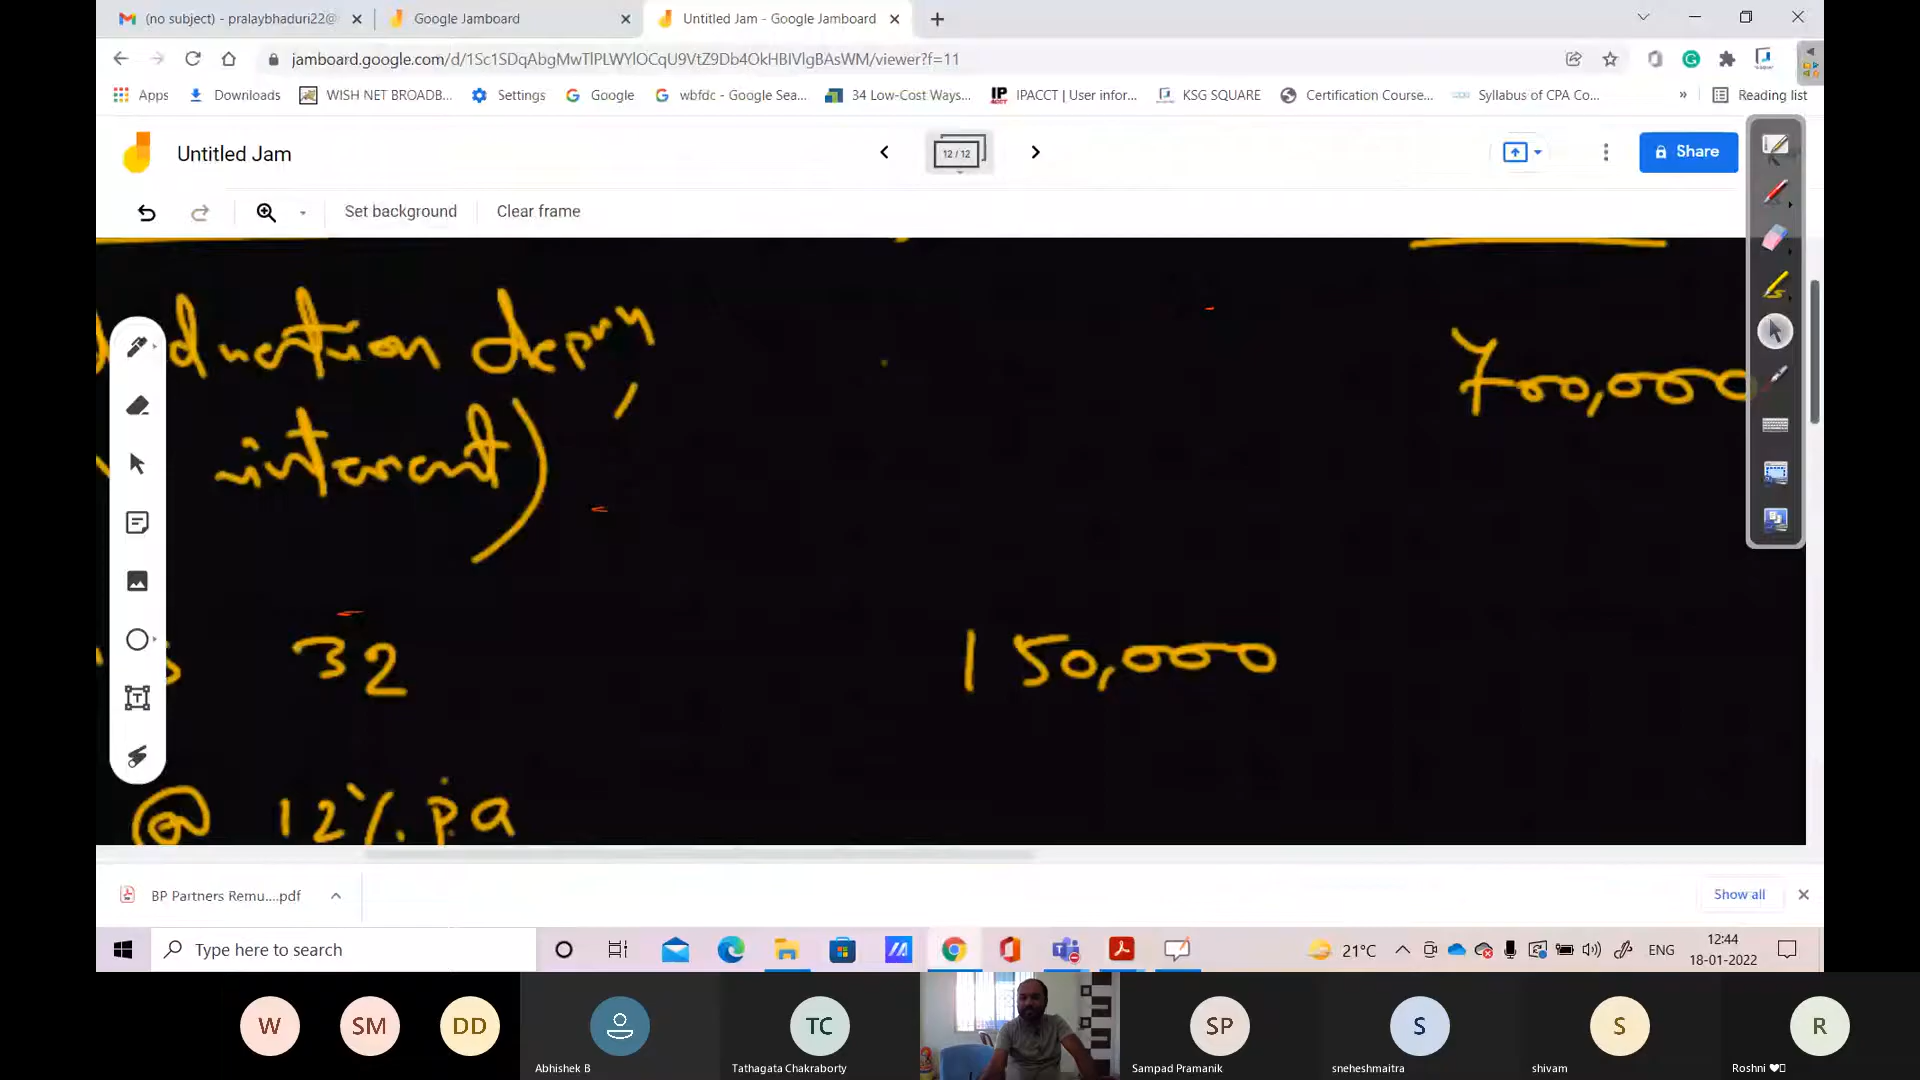 (no subject) - pralaybhaduri22@
Google Jamboard
Untitled Jam - Google Jamboard
jamboard.google.com/d/1Sc1SDqAbgMwTlPLWYlOCqU9VtZ9Db4OkHBIVlgBAsWM/viewer?f=11
Apps
Downloads
WISH NET BROADB...
Settings
Google
wbfdc - Google Sea...
34 Low-Cost Ways...
IPACCT | User infor...
KSG SQUARE
Certification Course...
Syllabus of CPA Co...
»
Reading list
Untitled Jam
12 / 12
Share
Set background
Clear frame
duction depn,
700,000
interent)
32
150,000
@ 12%. p.a
BP Partners Remu....pdf
Show all
Type here to search
21°C
ENG
12:44
18-01-2022
W
SM
DD
TC
SP
S
S
R
Abhishek B
Tathagata Chakraborty
Sampad Pramanik
sneheshmaitra
shivam
Roshni ❤